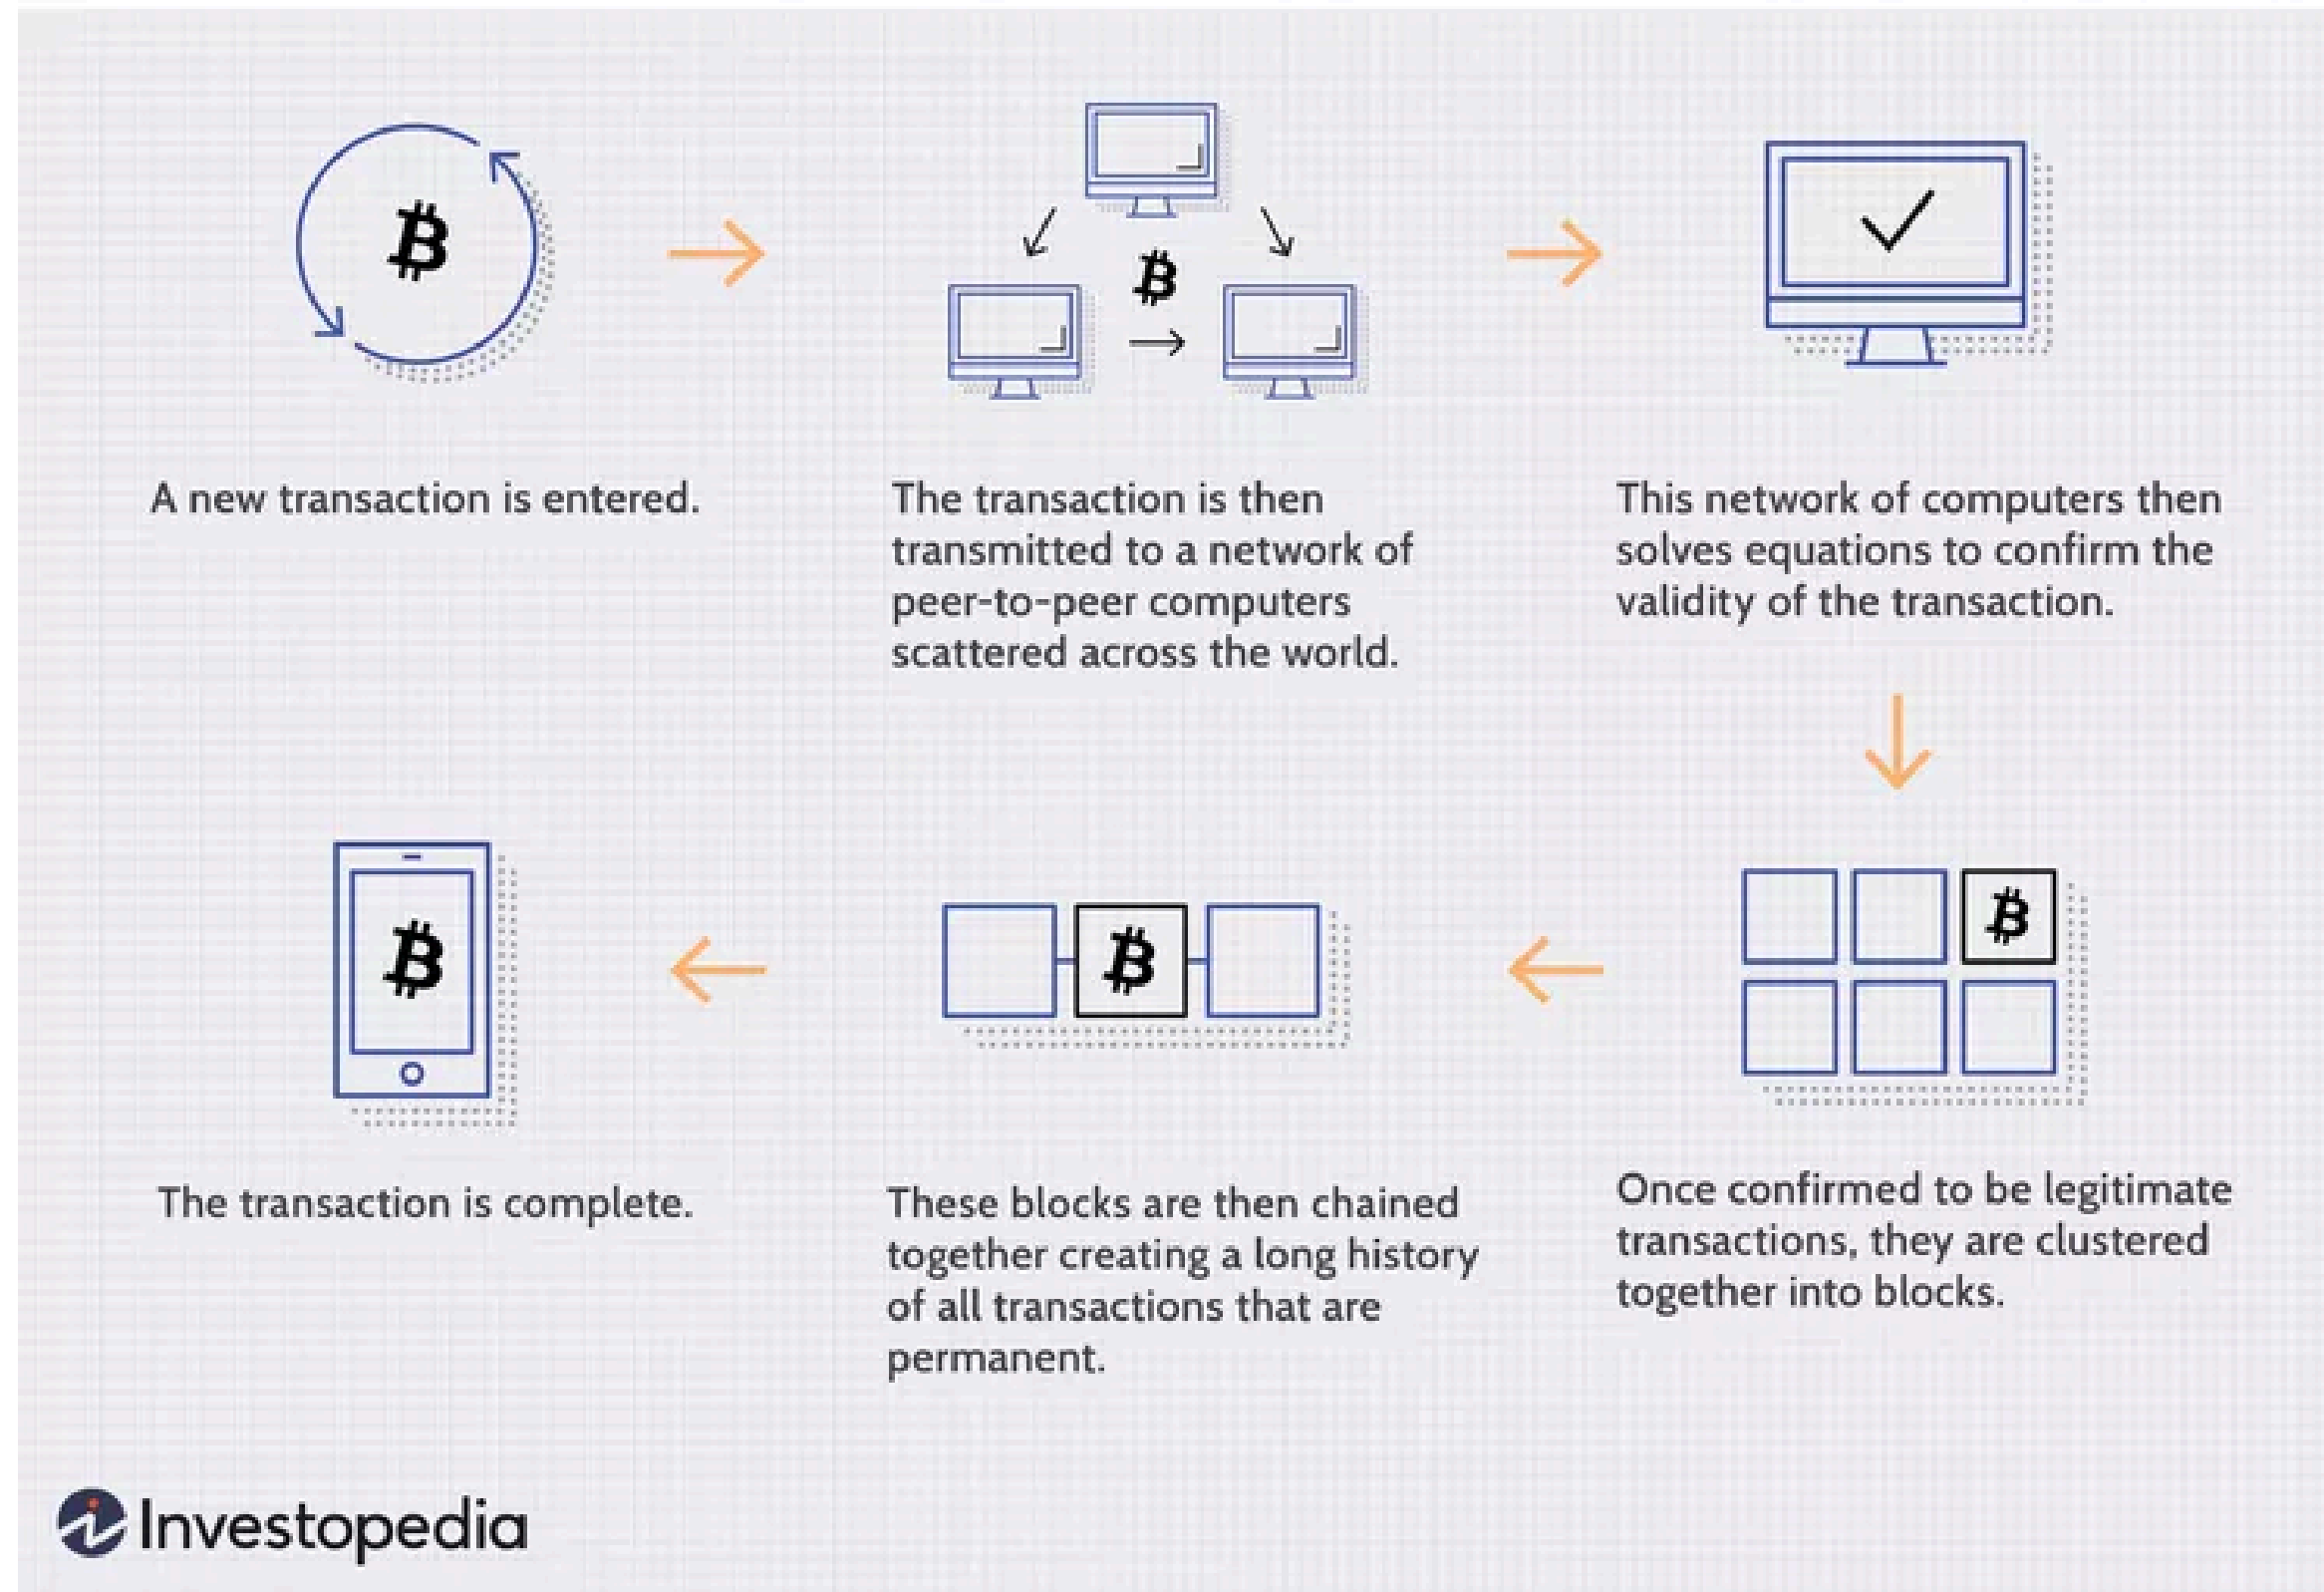 A new transaction is entered.
The transaction is then
transmitted to a network of
peer-to-peer computers
scattered across the world.
This network of computers then
solves equations to confirm the
validity of the transaction.
Once confirmed to be legitimate
transactions, they are clustered
together into blocks.
These blocks are then chained
together creating a long history
of all transactions that are
permanent.
The transaction is complete.
Investopedia